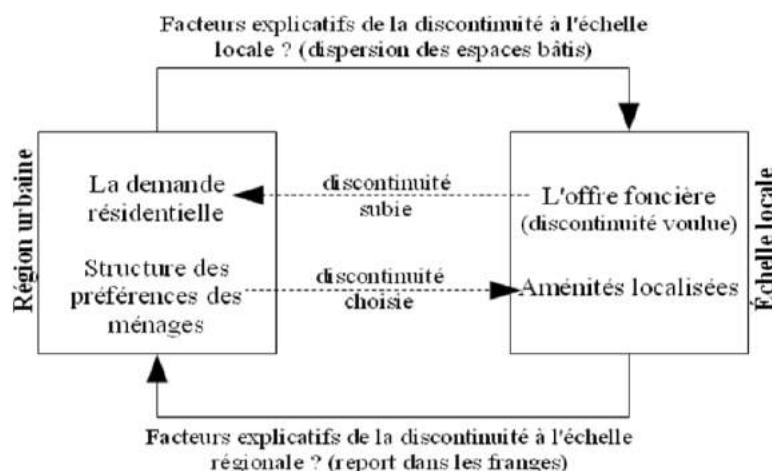 Facteurs explicatifs de la discontinuité à l'échelle
locale ? (dispersion des espaces bâtis)
Région urbaine
La demande
résidentielle
Structure des
préférences des
ménages
discontinuité
subie
discontinuité
choisie
L'offre foncière
(discontinuité voulue)
Aménités localisées
Échelle locale
Facteurs explicatifs de la discontinuité à l'échelle
régionale ? (report dans les franges)